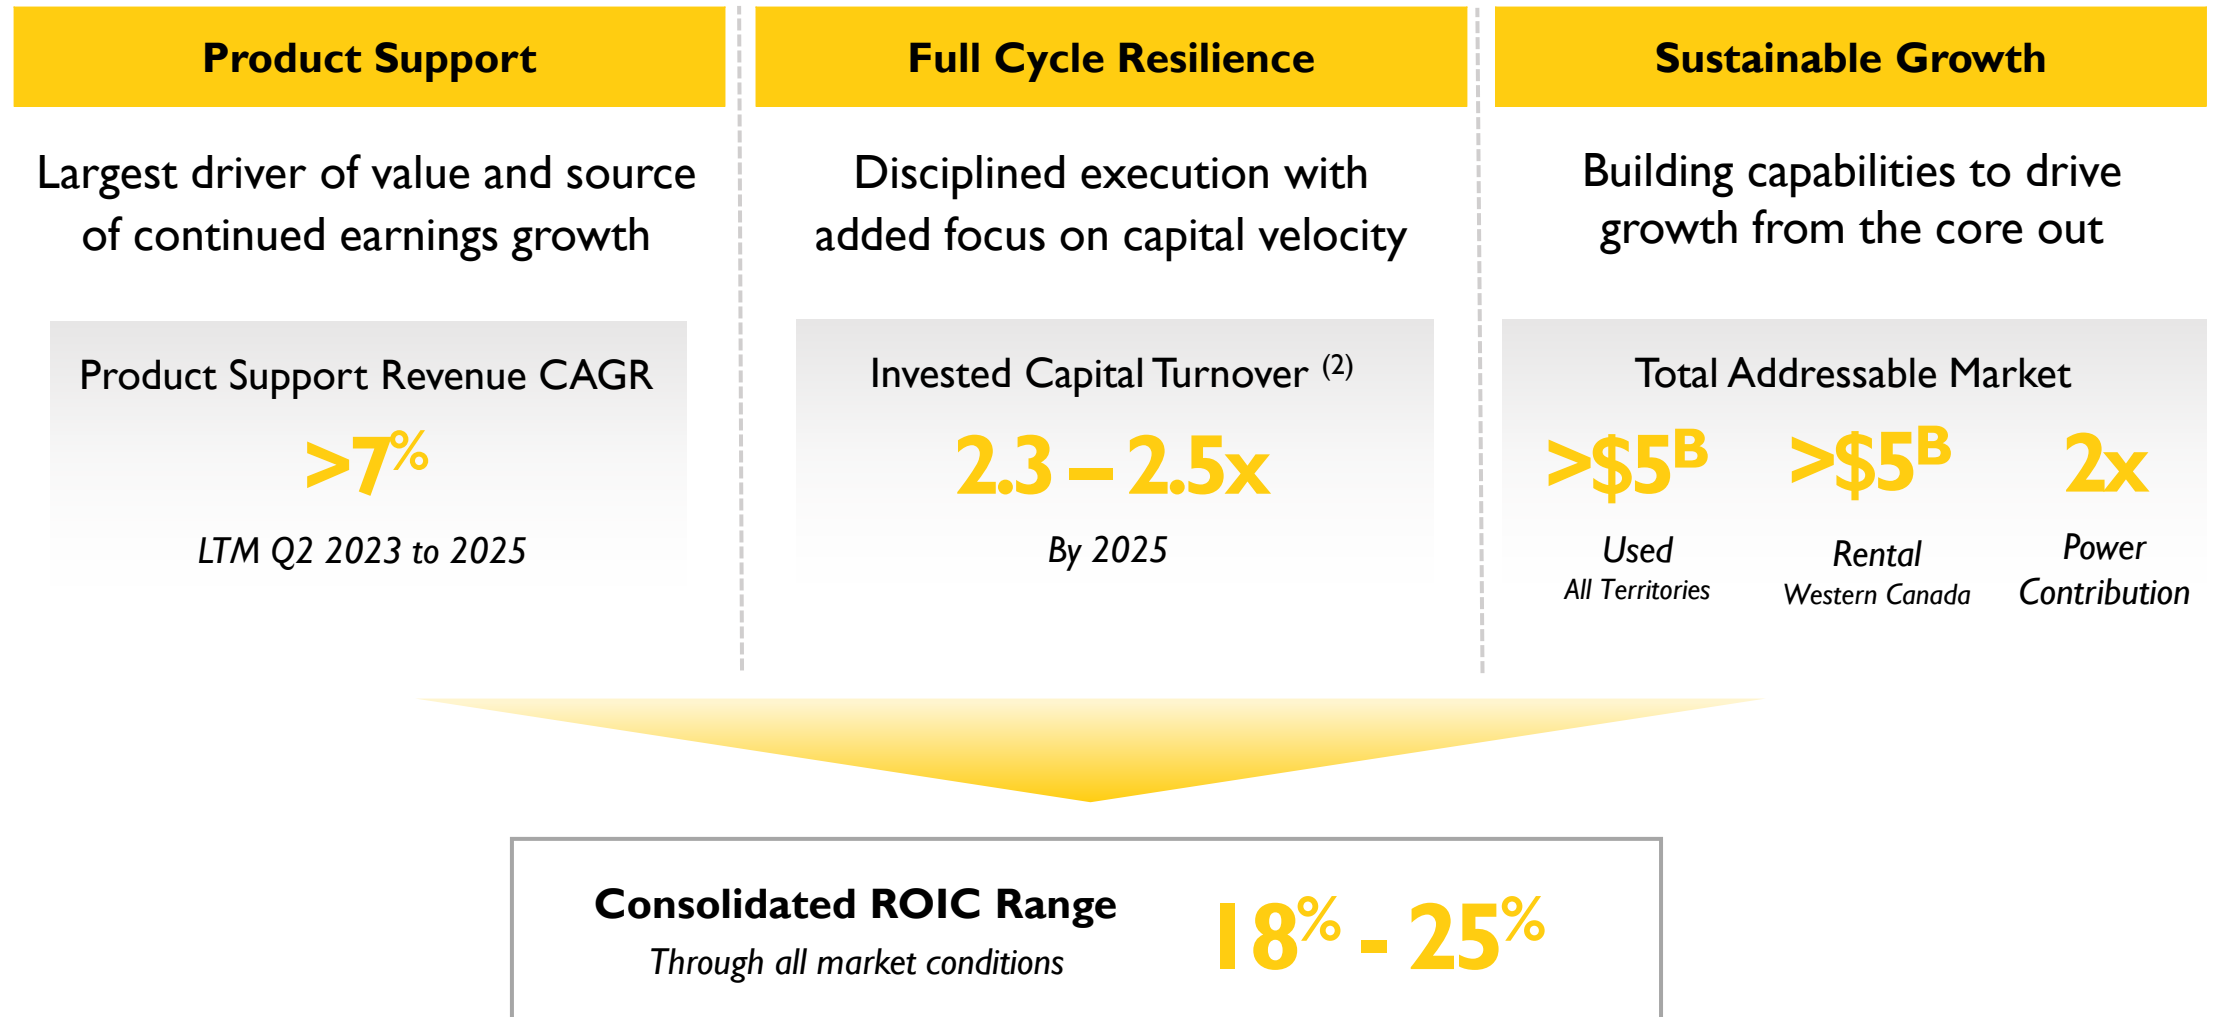 Product Support
Largest driver of value and source
of continued earnings growth
Product Support Revenue CAGR
>7%
LTM Q2 2023 to 2025
Full Cycle Resilience
Disciplined execution with
added focus on capital velocity
Invested Capital Turnover (2)
2.3 – 2.5x
By 2025
Sustainable Growth
Building capabilities to drive
growth from the core out
Total Addressable Market
>$5B
Used
All Territories
>$5B
Rental
Western Canada
2x
Power
Contribution
Consolidated ROIC Range
Through all market conditions
18% - 25%